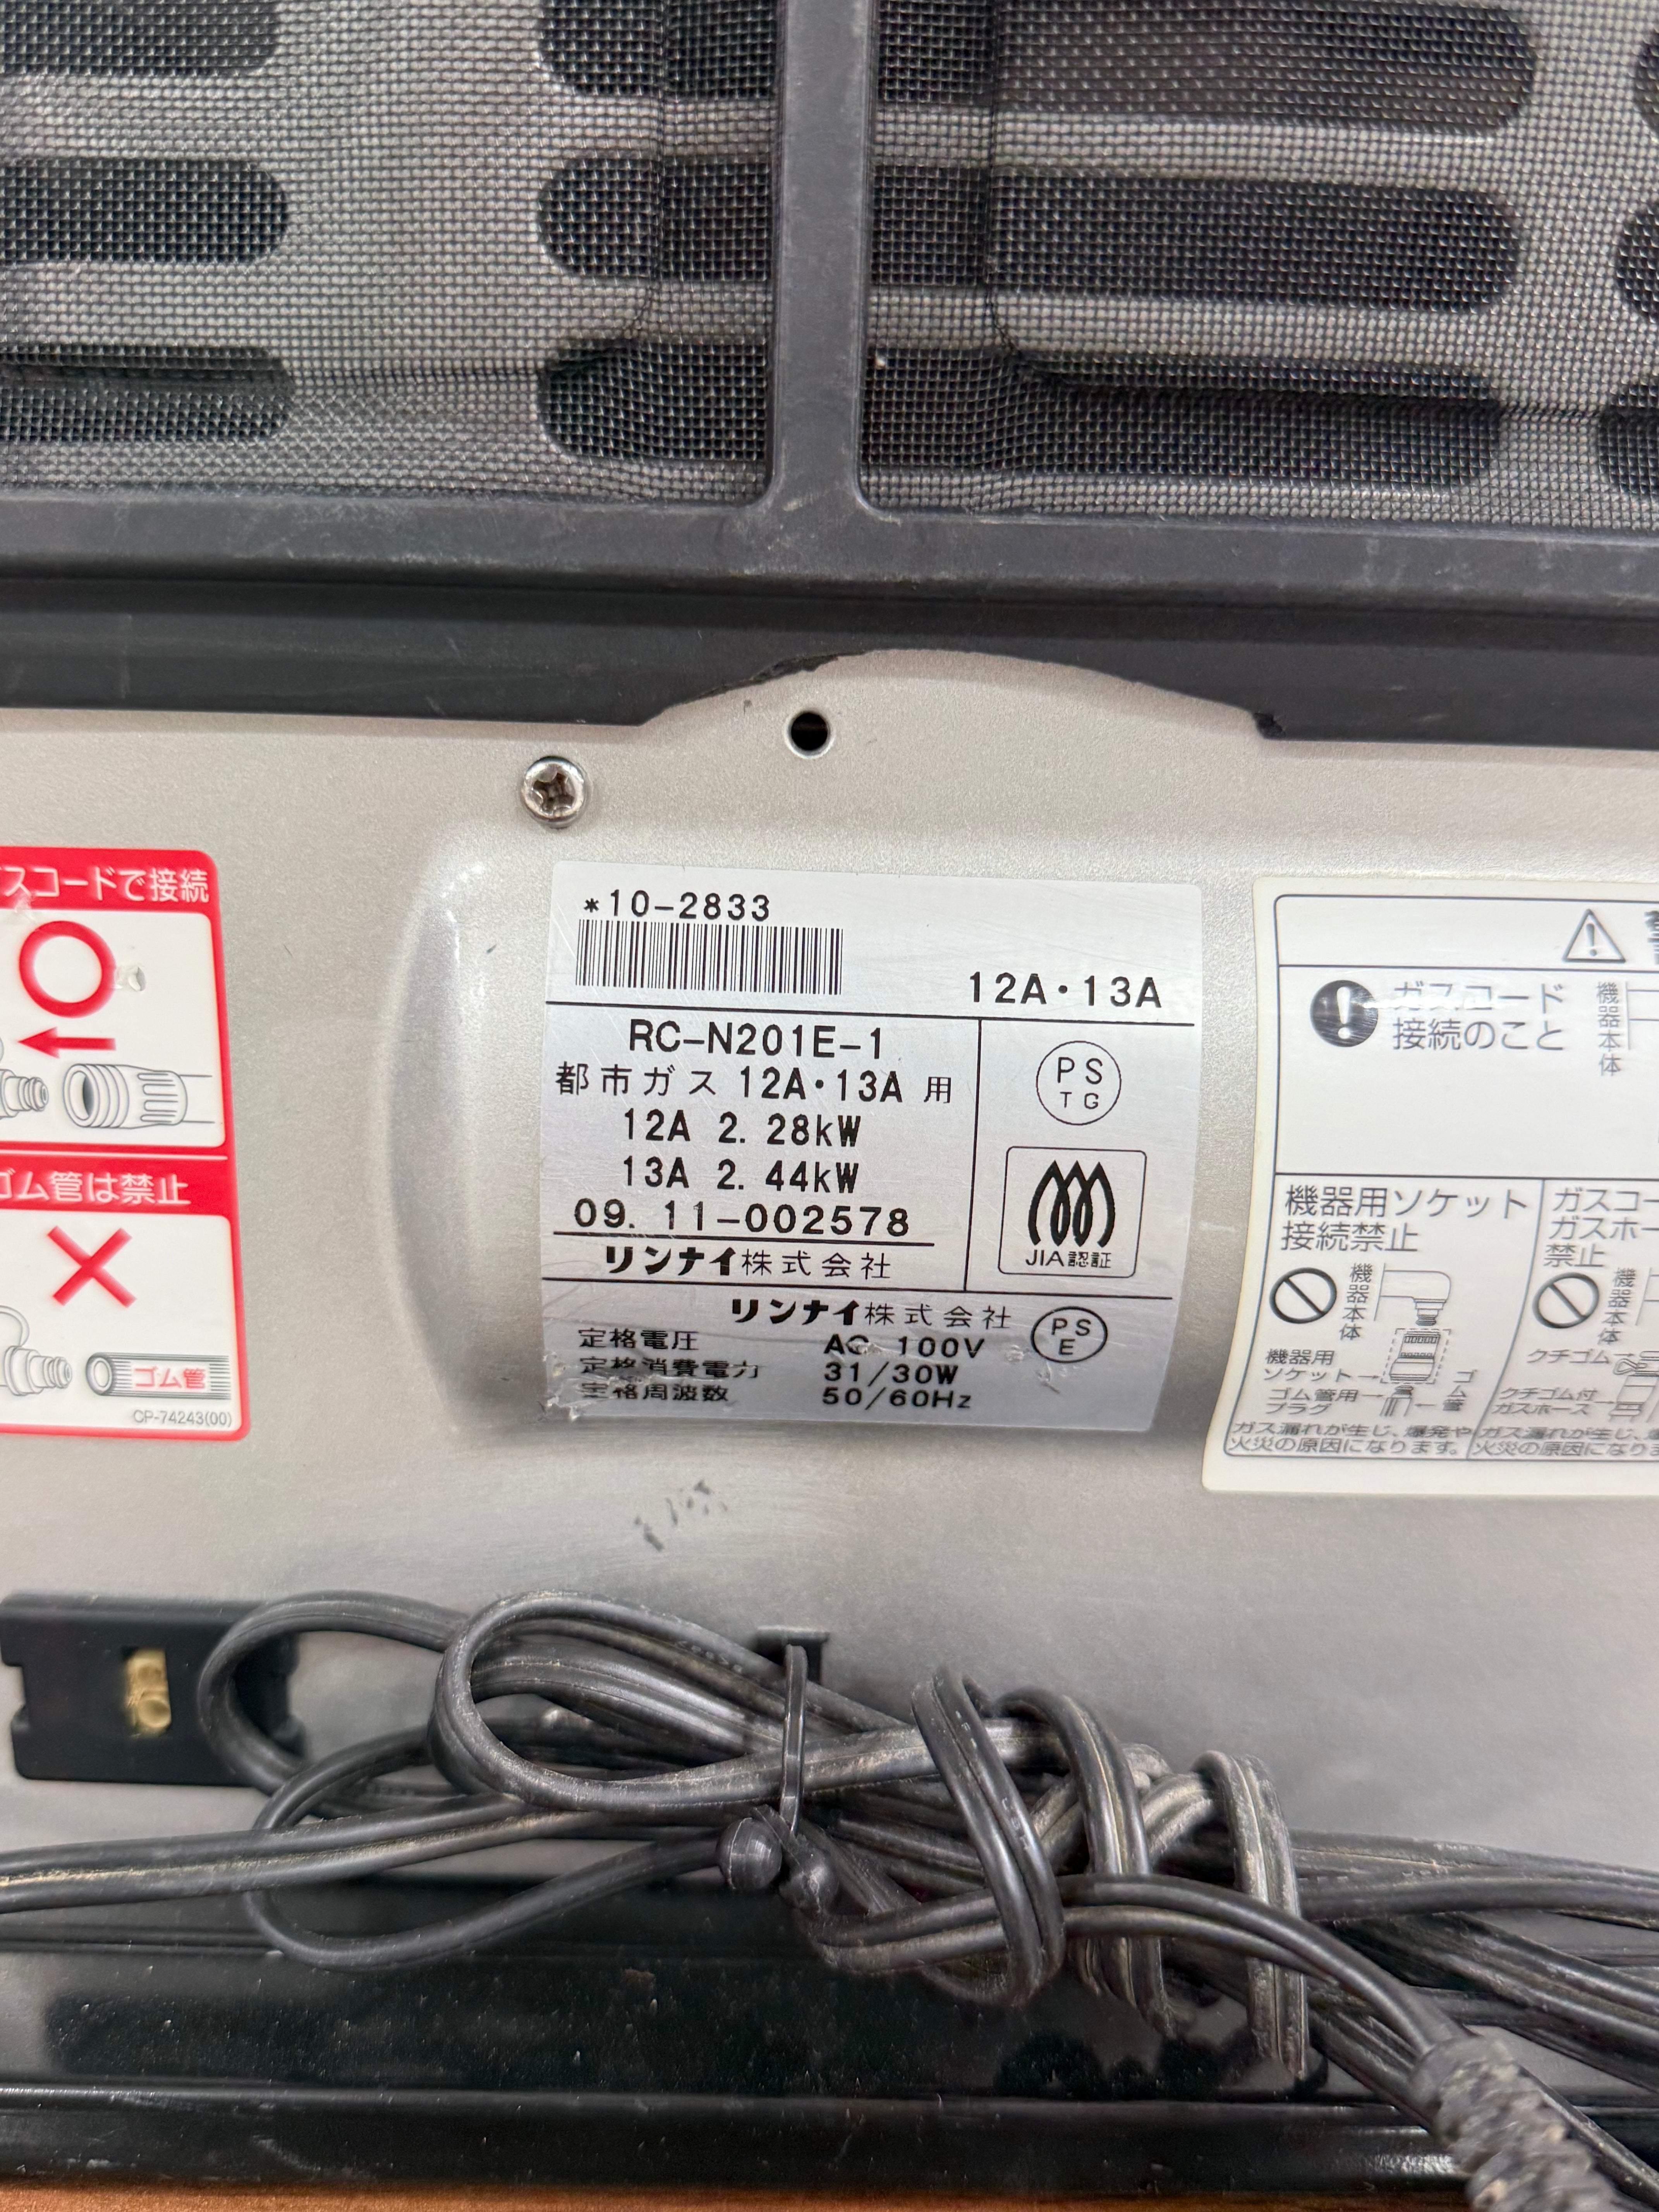 スコードで接続
ゴム管は禁止
ゴム管
CP-74243(00)
*10-2833
12A・13A
RC-N201E-1
都市ガス 12A・13A 用
12A 2. 28kW
13A 2. 44kW
09. 11-002578
リンナイ株式会社
PS
TG
JIA認証
リンナイ株式会社
定格電圧 AC 100V
定格消費電力 31/30W
定格周波数 50/60Hz
PS
E
ガスコード
接続のこと
機器本体
機器用ソケット
接続禁止
機器本体
機器用
ソケット
ゴム管用
プラグ
ゴム管
ガス漏れが生じ、爆発や
火災の原因になります。
ガスコー
ガスホー
禁止
機器本体
クチゴム
クチゴム付
ガスホース
ガス漏れが生じ、
火災の原因になりま